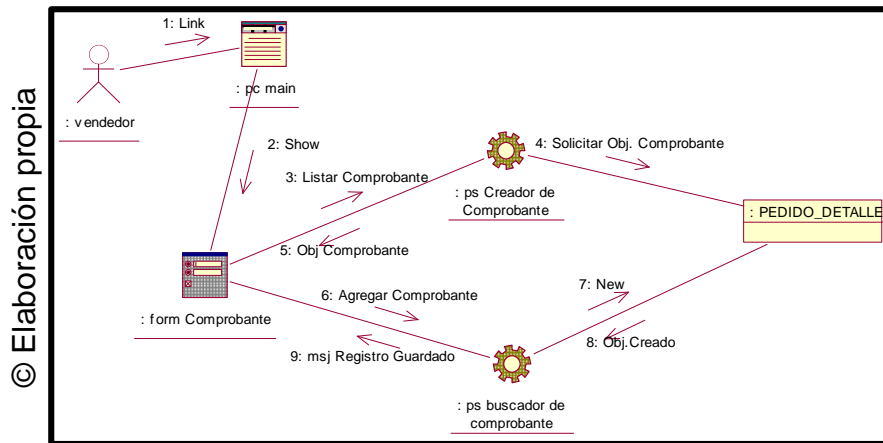 © Elaboración propia
1: Link
: pc main
: vendedor
2: Show
3: Listar Comprobante
4: Solicitar Obj. Comprobante
: ps Creador de
Comprobante
: PEDIDO_DETALLE
5: Obj Comprobante
6: Agregar Comprobante
7: New
: form Comprobante
8: Obj.Creado
9: msj Registro Guardado
: ps buscador de
comprobante